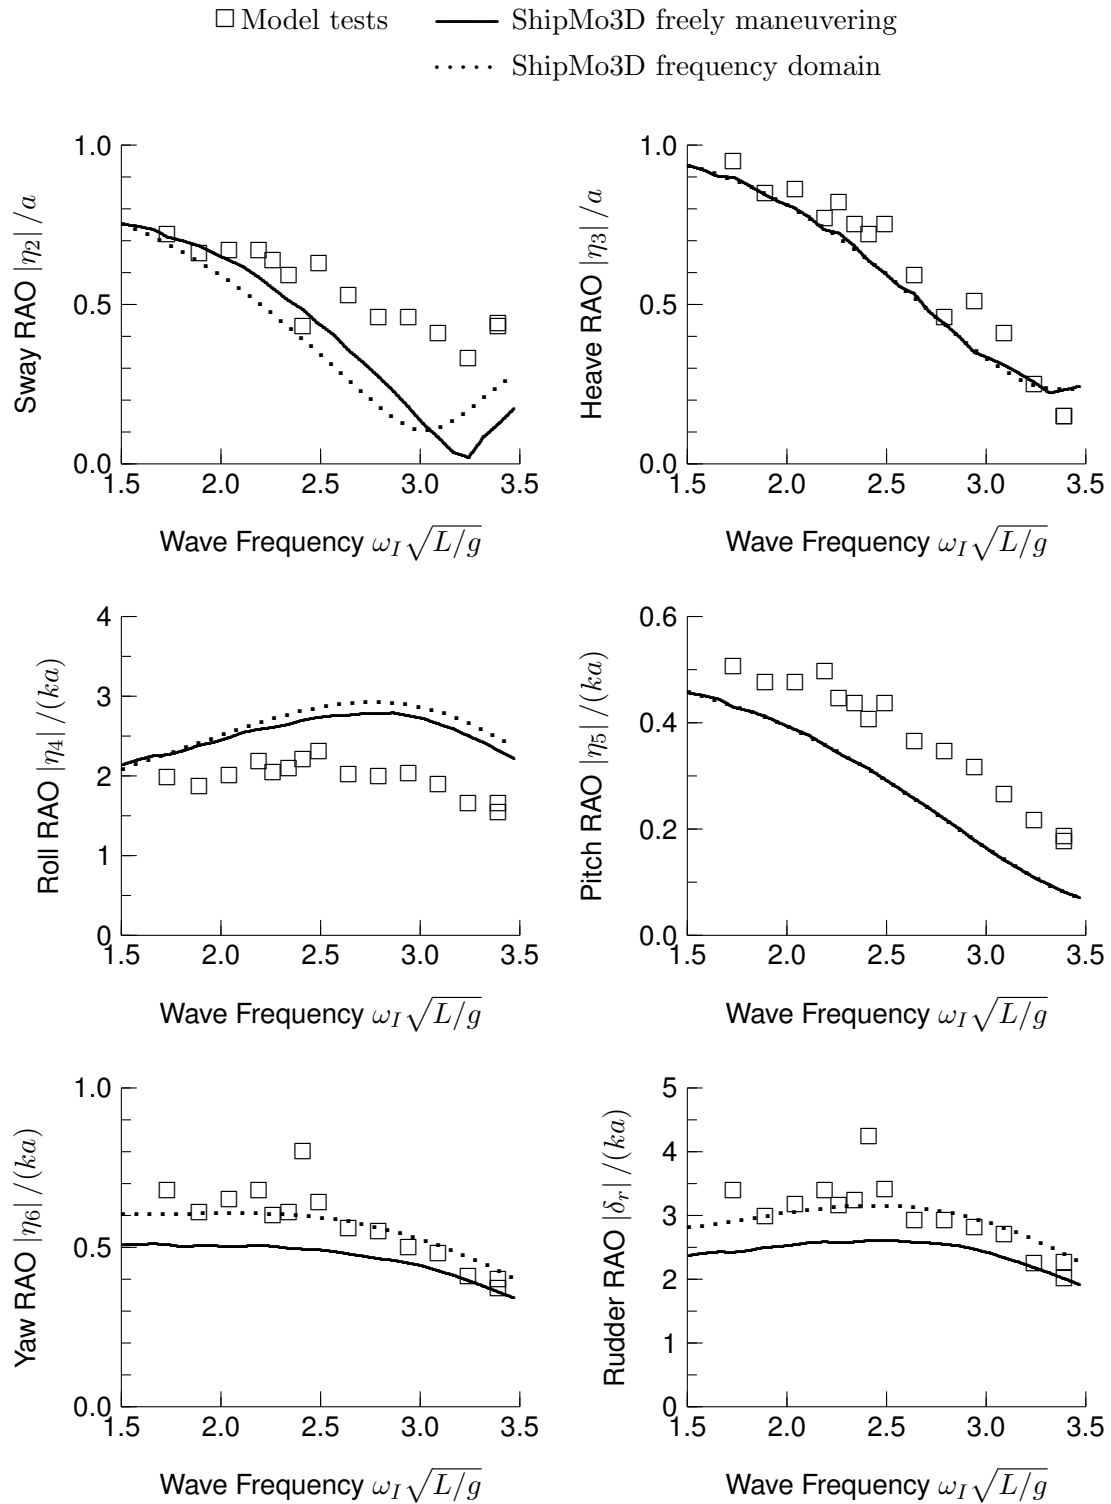 Model tests
ShipMo3D freely maneuvering
ShipMo3D frequency domain
Sway RAO |η₂| /a
1.0
0.5
0.0
1.5 2.0 2.5 3.0 3.5
Wave Frequency ω_I√(L/g)
Heave RAO |η₃| /a
1.0
0.5
0.0
1.5 2.0 2.5 3.0 3.5
Wave Frequency ω_I√(L/g)
Roll RAO |η₄| /(ka)
4
3
2
1
0
1.5 2.0 2.5 3.0 3.5
Wave Frequency ω_I√(L/g)
Pitch RAO |η₅| /(ka)
0.6
0.4
0.2
0.0
1.5 2.0 2.5 3.0 3.5
Wave Frequency ω_I√(L/g)
Yaw RAO |η₆| /(ka)
1.0
0.5
0.0
1.5 2.0 2.5 3.0 3.5
Wave Frequency ω_I√(L/g)
Rudder RAO |δ_r| /(ka)
5
4
3
2
1
0
1.5 2.0 2.5 3.0 3.5
Wave Frequency ω_I√(L/g)